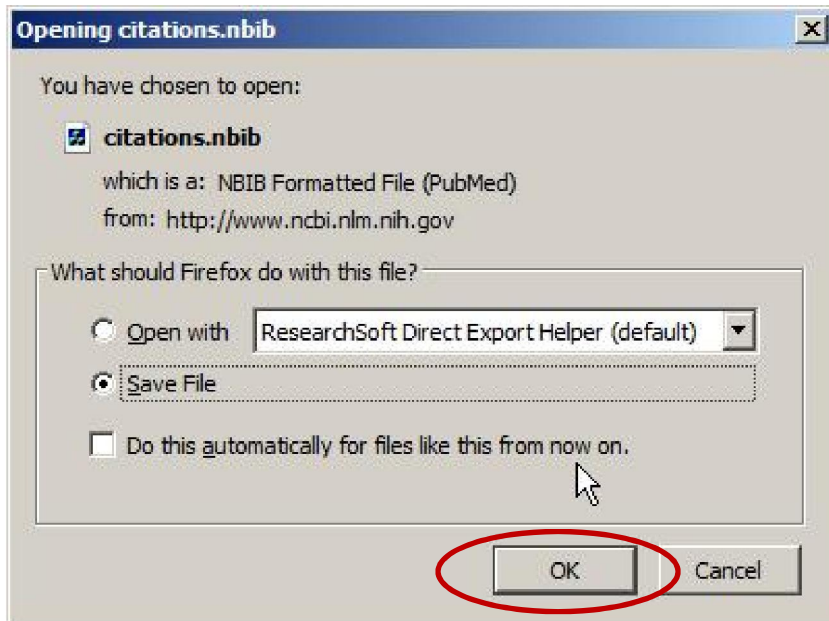 Opening citations.nbib
You have chosen to open:
citations.nbib
which is a: NBIB Formatted File (PubMed)
from: http://www.ncbi.nlm.nih.gov
What should Firefox do with this file?
Open with ResearchSoft Direct Export Helper (default)
Save File
Do this automatically for files like this from now on.
OK Cancel